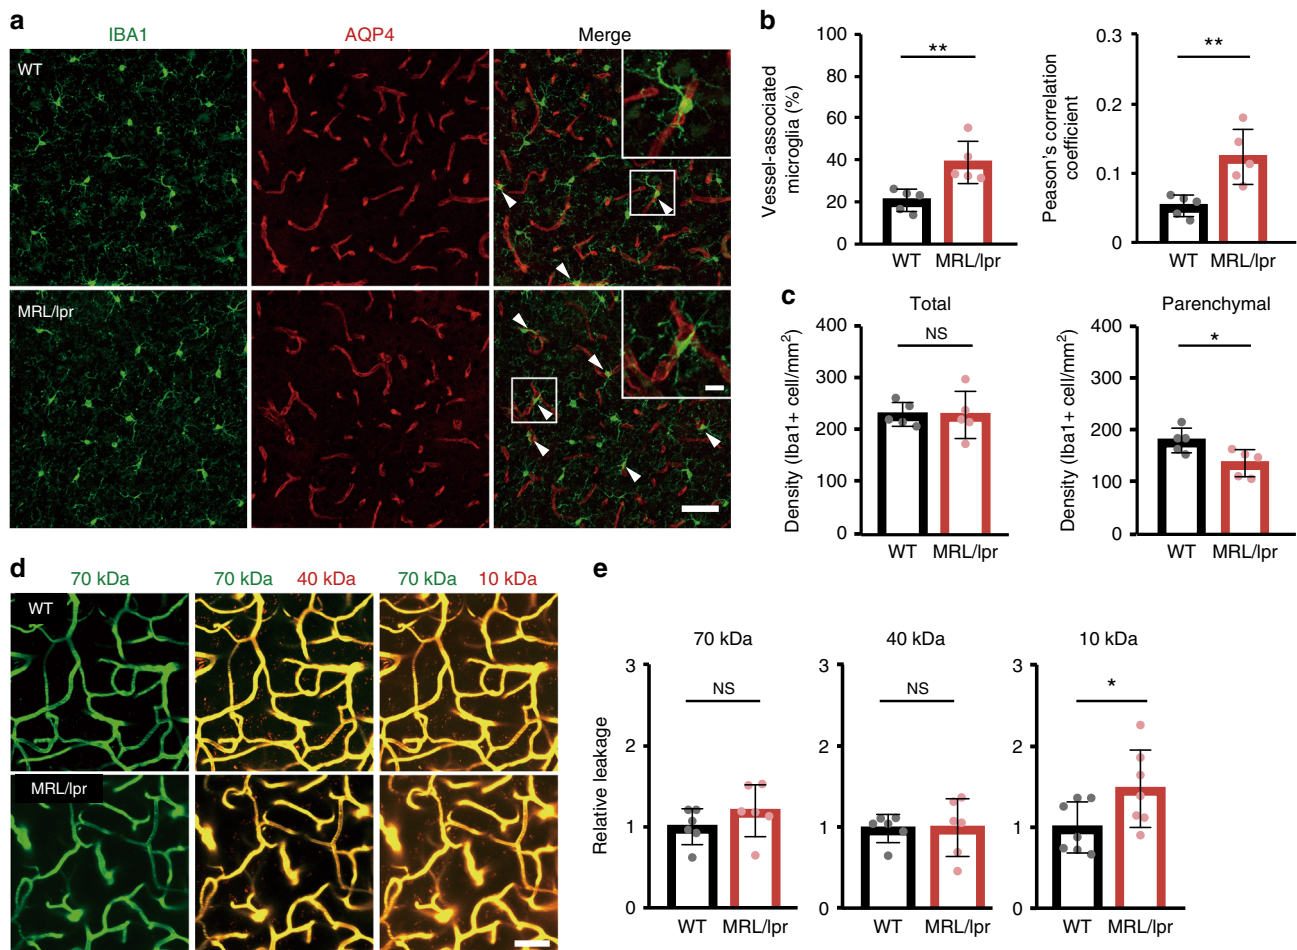 a
IBA1 AQP4 Merge
WT
MRL/lpr
b
Vessel-associated
microglia (%)
100
80
60
40
20
0
**
WT MRL/lpr
Peason's correlation
coefficient
0.3
0.2
0.1
0
**
WT MRL/lpr
c
Total
Density (Iba1+ cell/mm²)
400
300
200
100
0
NS
WT MRL/lpr
Parenchymal
Density (Iba1+ cell/mm²)
400
300
200
100
0
*
WT MRL/lpr
d
70 kDa 70 kDa 40 kDa 70 kDa 10 kDa
WT
MRL/lpr
e
Relative leakage
70 kDa
3
2
1
0
NS
WT MRL/lpr
40 kDa
3
2
1
0
NS
WT MRL/lpr
10 kDa
3
2
1
0
*
WT MRL/lpr